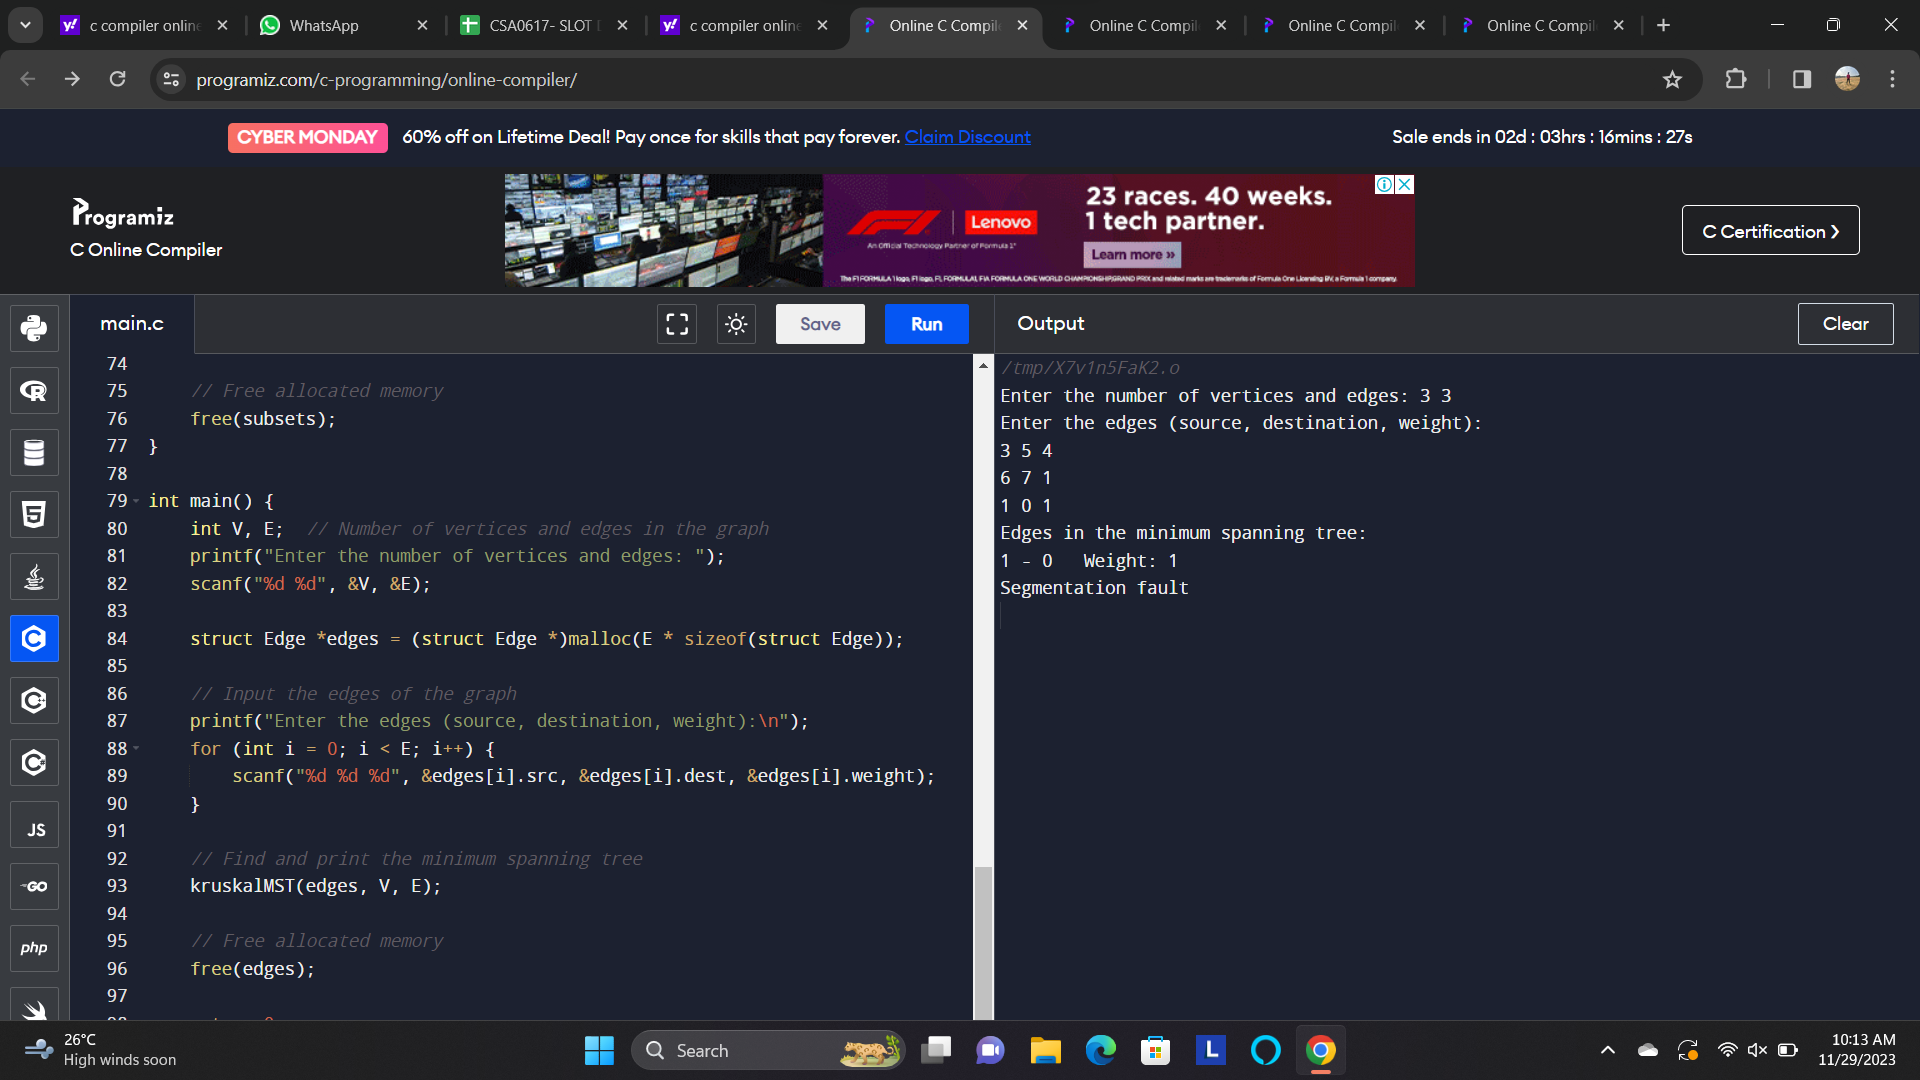 c compiler online
WhatsApp
CSA0617- SLOT
c compiler online
Online C Compil
Online C Compil
Online C Compil
Online C Compil
programiz.com/c-programming/online-compiler/
CYBER MONDAY 60% off on Lifetime Deal! Pay once for skills that pay forever. Claim Discount
Sale ends in 02d : 03hrs : 16mins : 27s
Programiz
C Online Compiler
Lenovo
An Official Technology Partner of Formula 1®
23 races. 40 weeks.
1 tech partner.
Learn more »
The F1 FORMULA 1 logo, F1 logo, F1, FORMULA 1, FIA FORMULA ONE WORLD CHAMPIONSHIP, GRAND PRIX and related marks are trademarks of Formula One Licensing BV, a Formula 1 company.
C Certification ❯
main.c
Save
Run
Output
Clear
74
75 // Free allocated memory
76 free(subsets);
77 }
78
79 int main() {
80 int V, E; // Number of vertices and edges in the graph
81 printf("Enter the number of vertices and edges: ");
82 scanf("%d %d", &V, &E);
83
84 struct Edge *edges = (struct Edge *)malloc(E * sizeof(struct Edge));
85
86 // Input the edges of the graph
87 printf("Enter the edges (source, destination, weight):\n");
88 for (int i = 0; i < E; i++) {
89 scanf("%d %d %d", &edges[i].src, &edges[i].dest, &edges[i].weight);
90 }
91
92 // Find and print the minimum spanning tree
93 kruskalMST(edges, V, E);
94
95 // Free allocated memory
96 free(edges);
97
/tmp/X7v1n5FaK2.o
Enter the number of vertices and edges: 3 3
Enter the edges (source, destination, weight):
3 5 4
6 7 1
1 0 1
Edges in the minimum spanning tree:
1 - 0 Weight: 1
Segmentation fault
R
5
C
C
C
JS
GO
php
26°C
High winds soon
Search
L
10:13 AM
11/29/2023